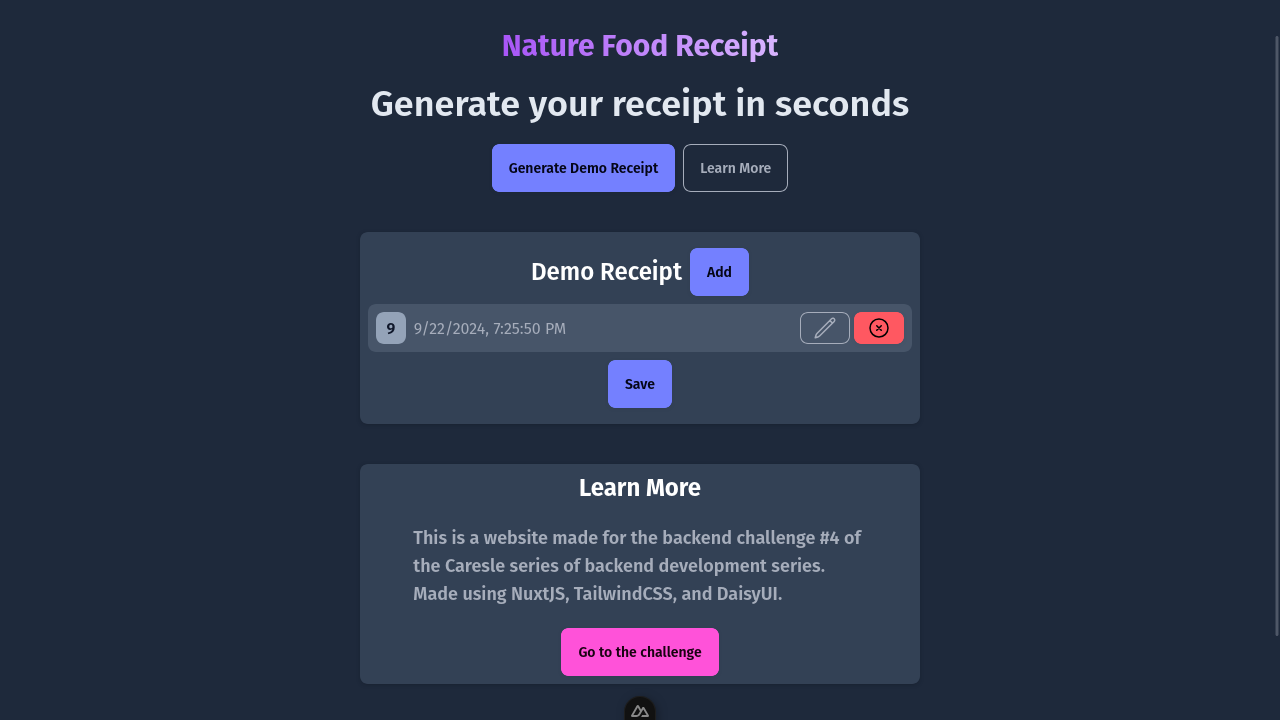 Nature Food Receipt
Generate your receipt in seconds
Generate Demo Receipt
Learn More
Demo Receipt
Add
9
9/22/2024, 7:25:50 PM
Save
Learn More
This is a website made for the backend challenge #4 of
the Caresle series of backend development series.
Made using NuxtJS, TailwindCSS, and DaisyUI.
Go to the challenge